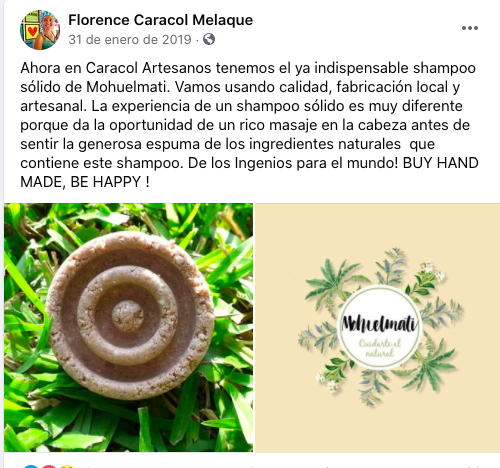 Florence Caracol Melaque
31 de enero de 2019 ·
Ahora en Caracol Artesanos tenemos el ya indispensable shampoo
sólido de Mohuelmati. Vamos usando calidad, fabricación local y
artesanal. La experiencia de un shampoo sólido es muy diferente
porque da la oportunidad de un rico masaje en la cabeza antes de
sentir la generosa espuma de los ingredientes naturales  que
contiene este shampoo. De los Ingenios para el mundo! BUY HAND
MADE, BE HAPPY !
Mohuelmati
Cuidarte al
natural